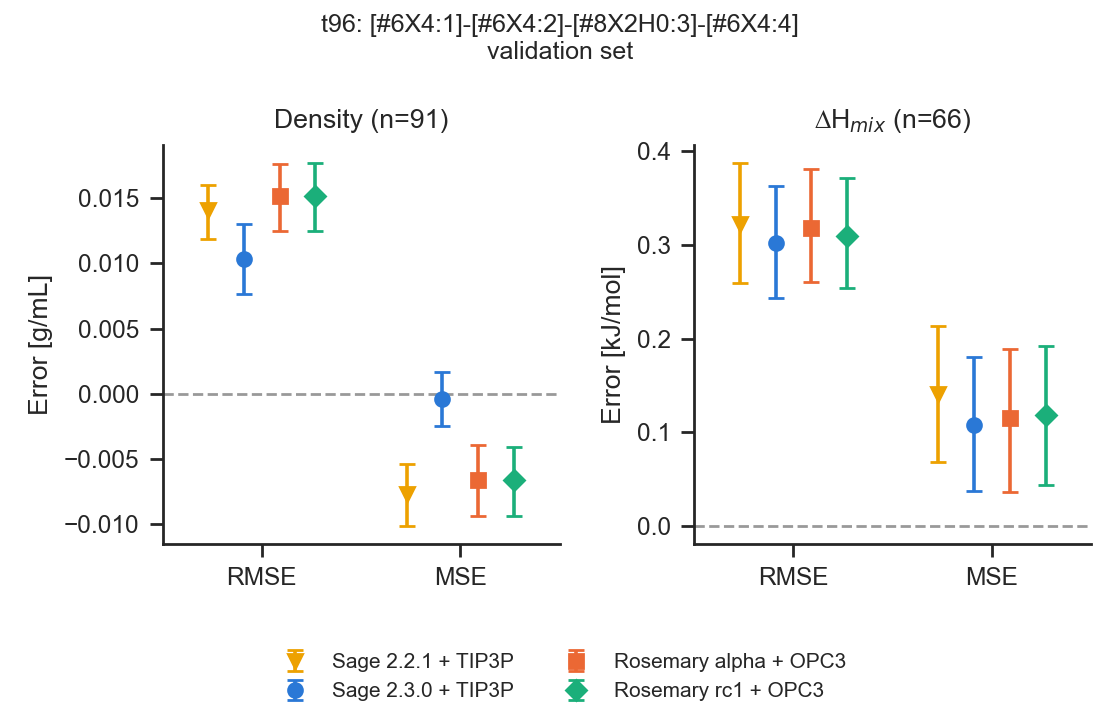 t96: [#6X4:1]-[#6X4:2]-[#8X2H0:3]-[#6X4:4]
validation set
Density (n=91)
Error [g/mL]
0.015
0.010
0.005
0.000
−0.005
−0.010
RMSE
MSE
ΔHmix (n=66)
Error [kJ/mol]
0.4
0.3
0.2
0.1
0.0
RMSE
MSE
Sage 2.2.1 + TIP3P
Sage 2.3.0 + TIP3P
Rosemary alpha + OPC3
Rosemary rc1 + OPC3